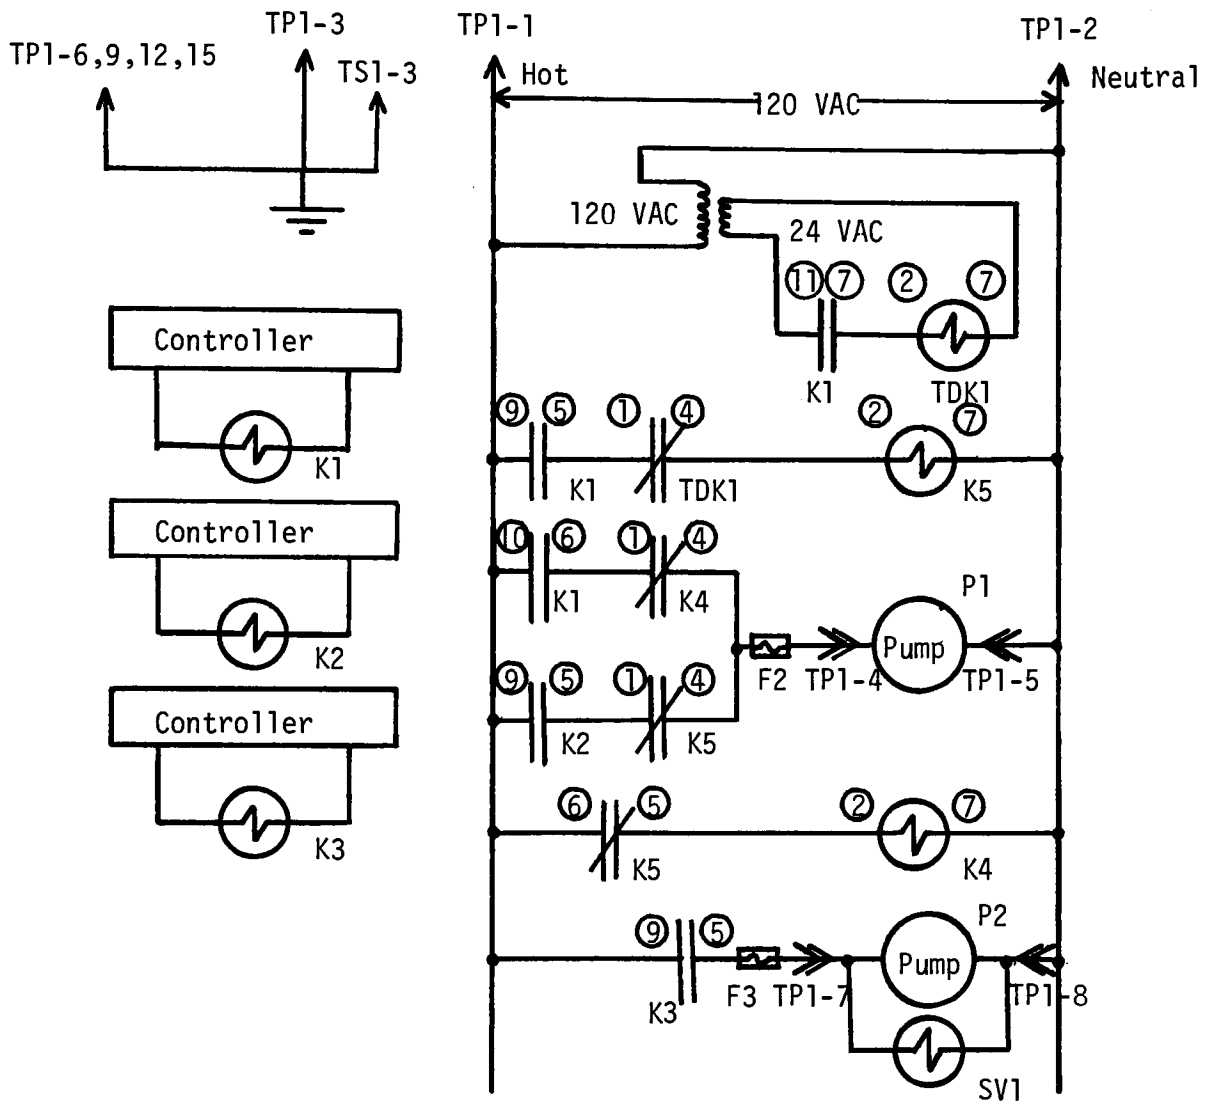 TP1-6,9,12,15
TP1-3
TS1-3
TP1-1
Hot
TP1-2
Neutral
120 VAC
120 VAC
24 VAC
11 7 2 7
K1 TDK1
Controller
K1
9 5 1 4 2 7
K1 TDK1 K5
Controller
K2
10 6 1 4
K1 K4
P1
Pump
F2 TP1-4 TP1-5
9 5 1 4
K2 K5
Controller
K3
6 5 2 7
K5 K4
P2
9 5
Pump
K3 F3 TP1-7 TP1-8
SV1